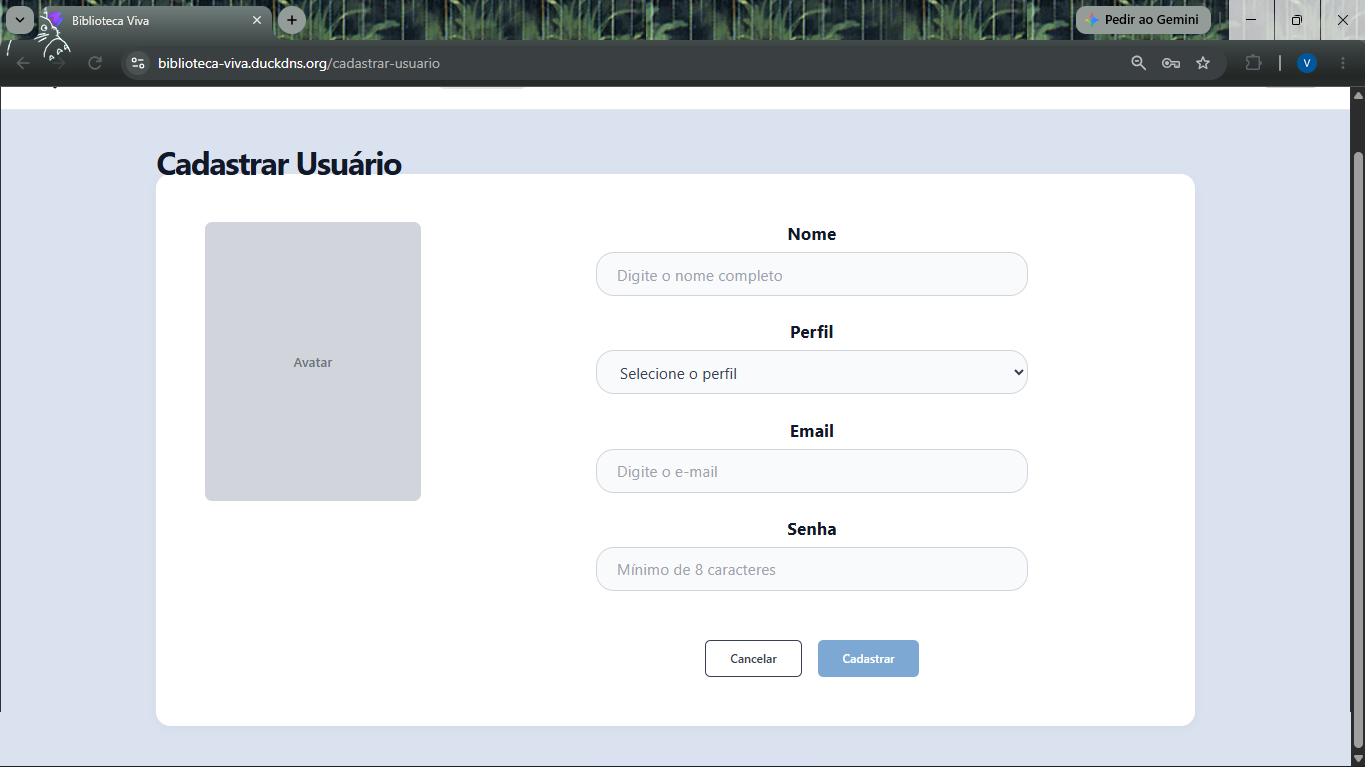 Biblioteca Viva
Pedir ao Gemini
biblioteca-viva.duckdns.org/cadastrar-usuario
V
Cadastrar Usuário
Avatar
Nome
Digite o nome completo
Perfil
Selecione o perfil
Email
Digite o e-mail
Senha
Mínimo de 8 caracteres
Cancelar
Cadastrar